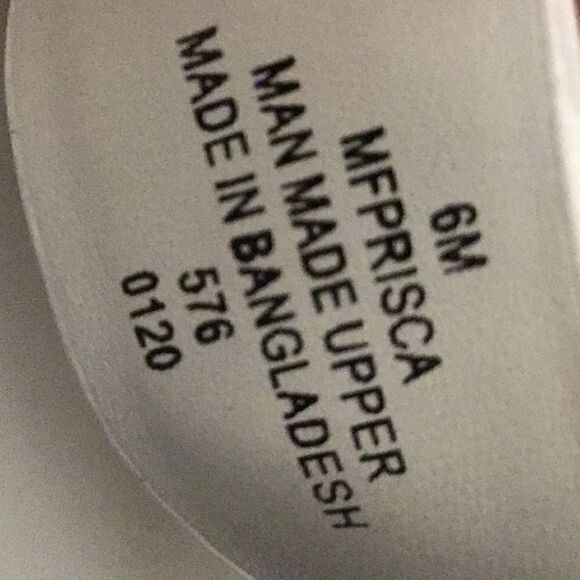 6M
MFPRISCA
MAN MADE UPPER
MADE IN BANGLADESH
576
0120